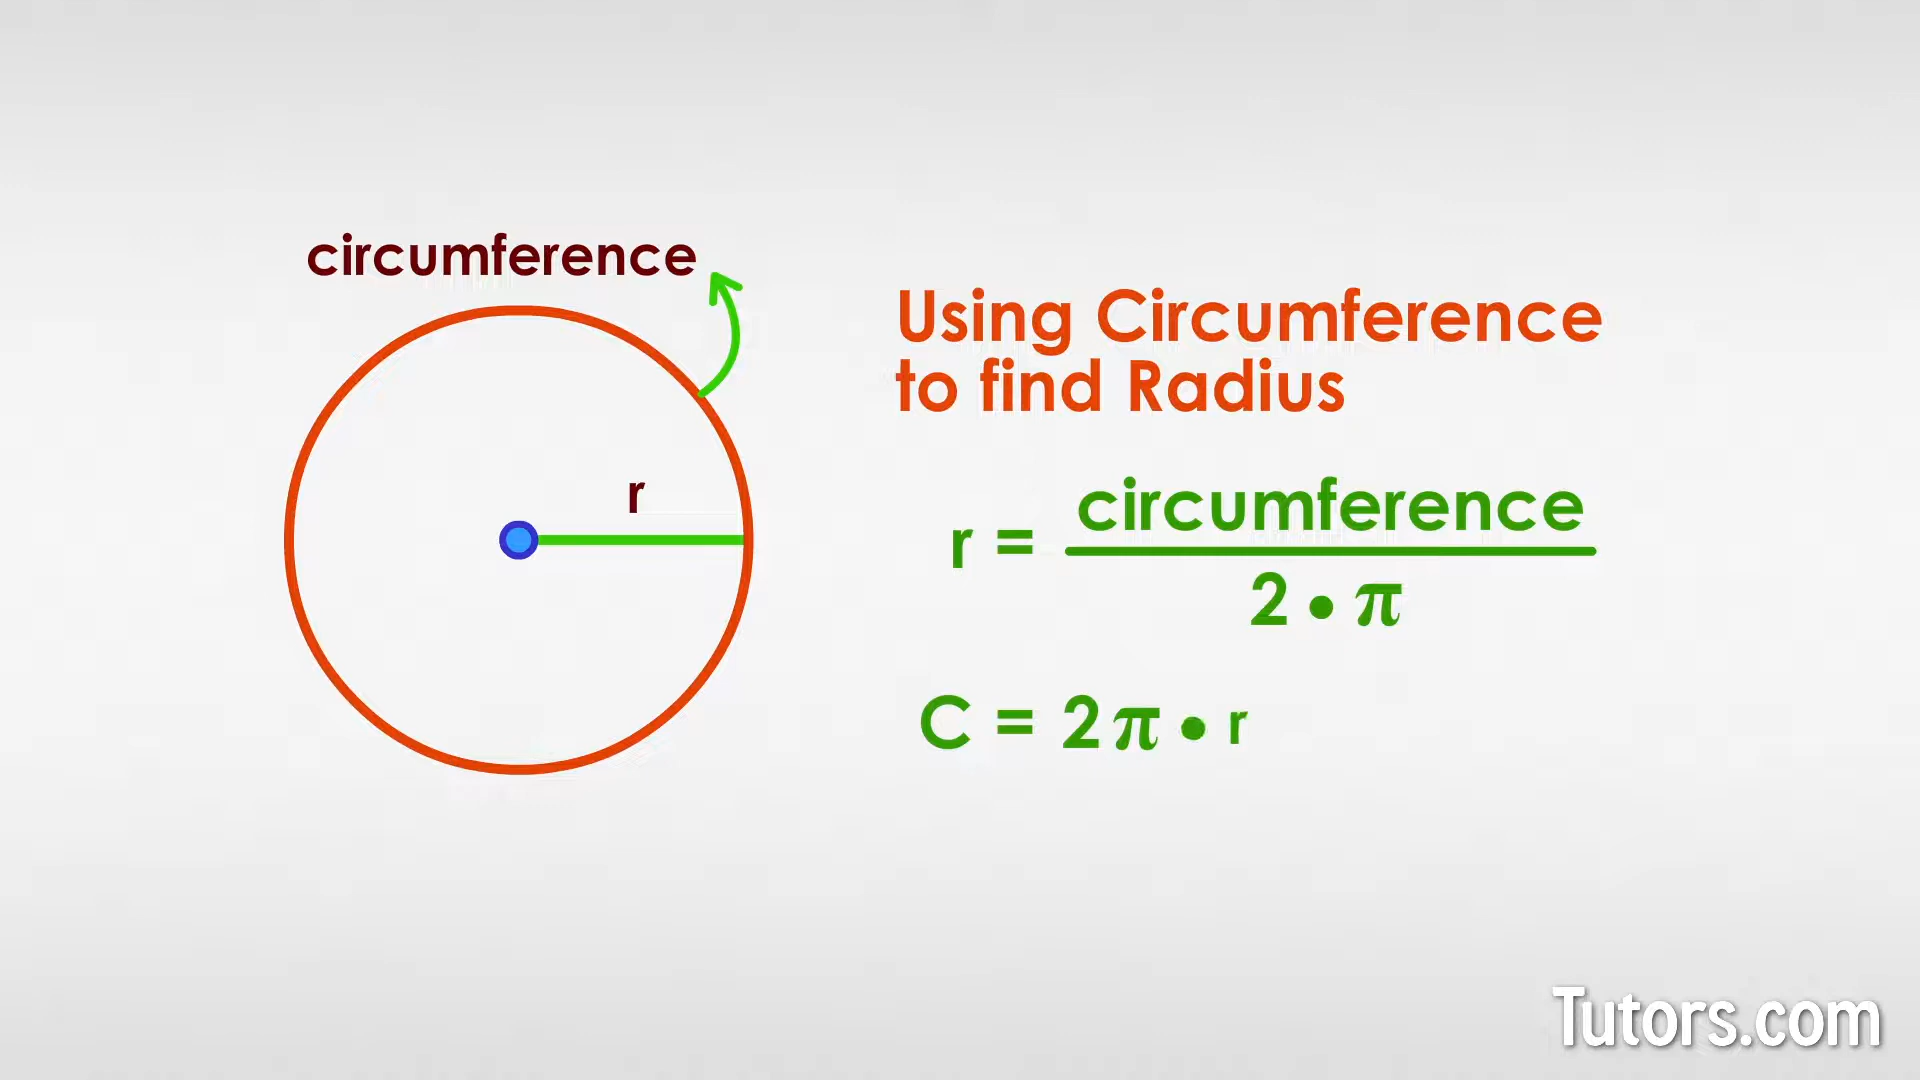 circumference
r
Using Circumference
to find Radius
r = circumference
2 • π
C = 2π • r
Tutors.com